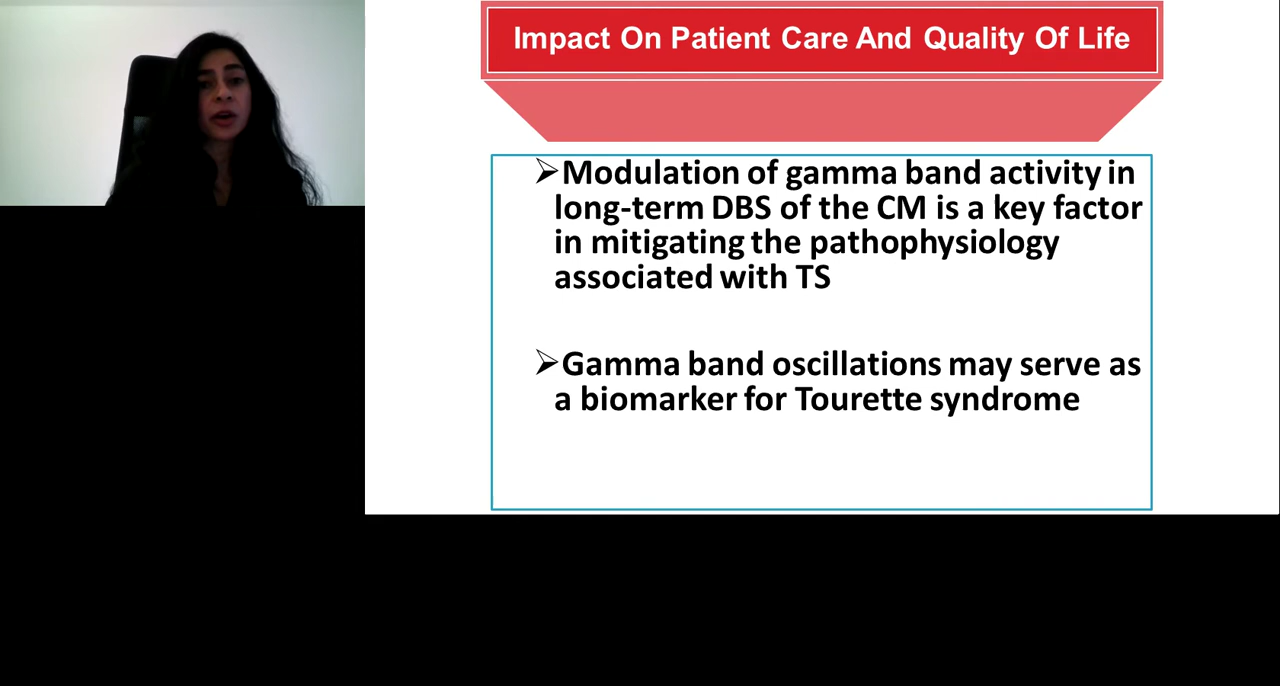 Impact On Patient Care And Quality Of Life
➢Modulation of gamma band activity in
long-term DBS of the CM is a key factor
in mitigating the pathophysiology
associated with TS
➢Gamma band oscillations may serve as
a biomarker for Tourette syndrome